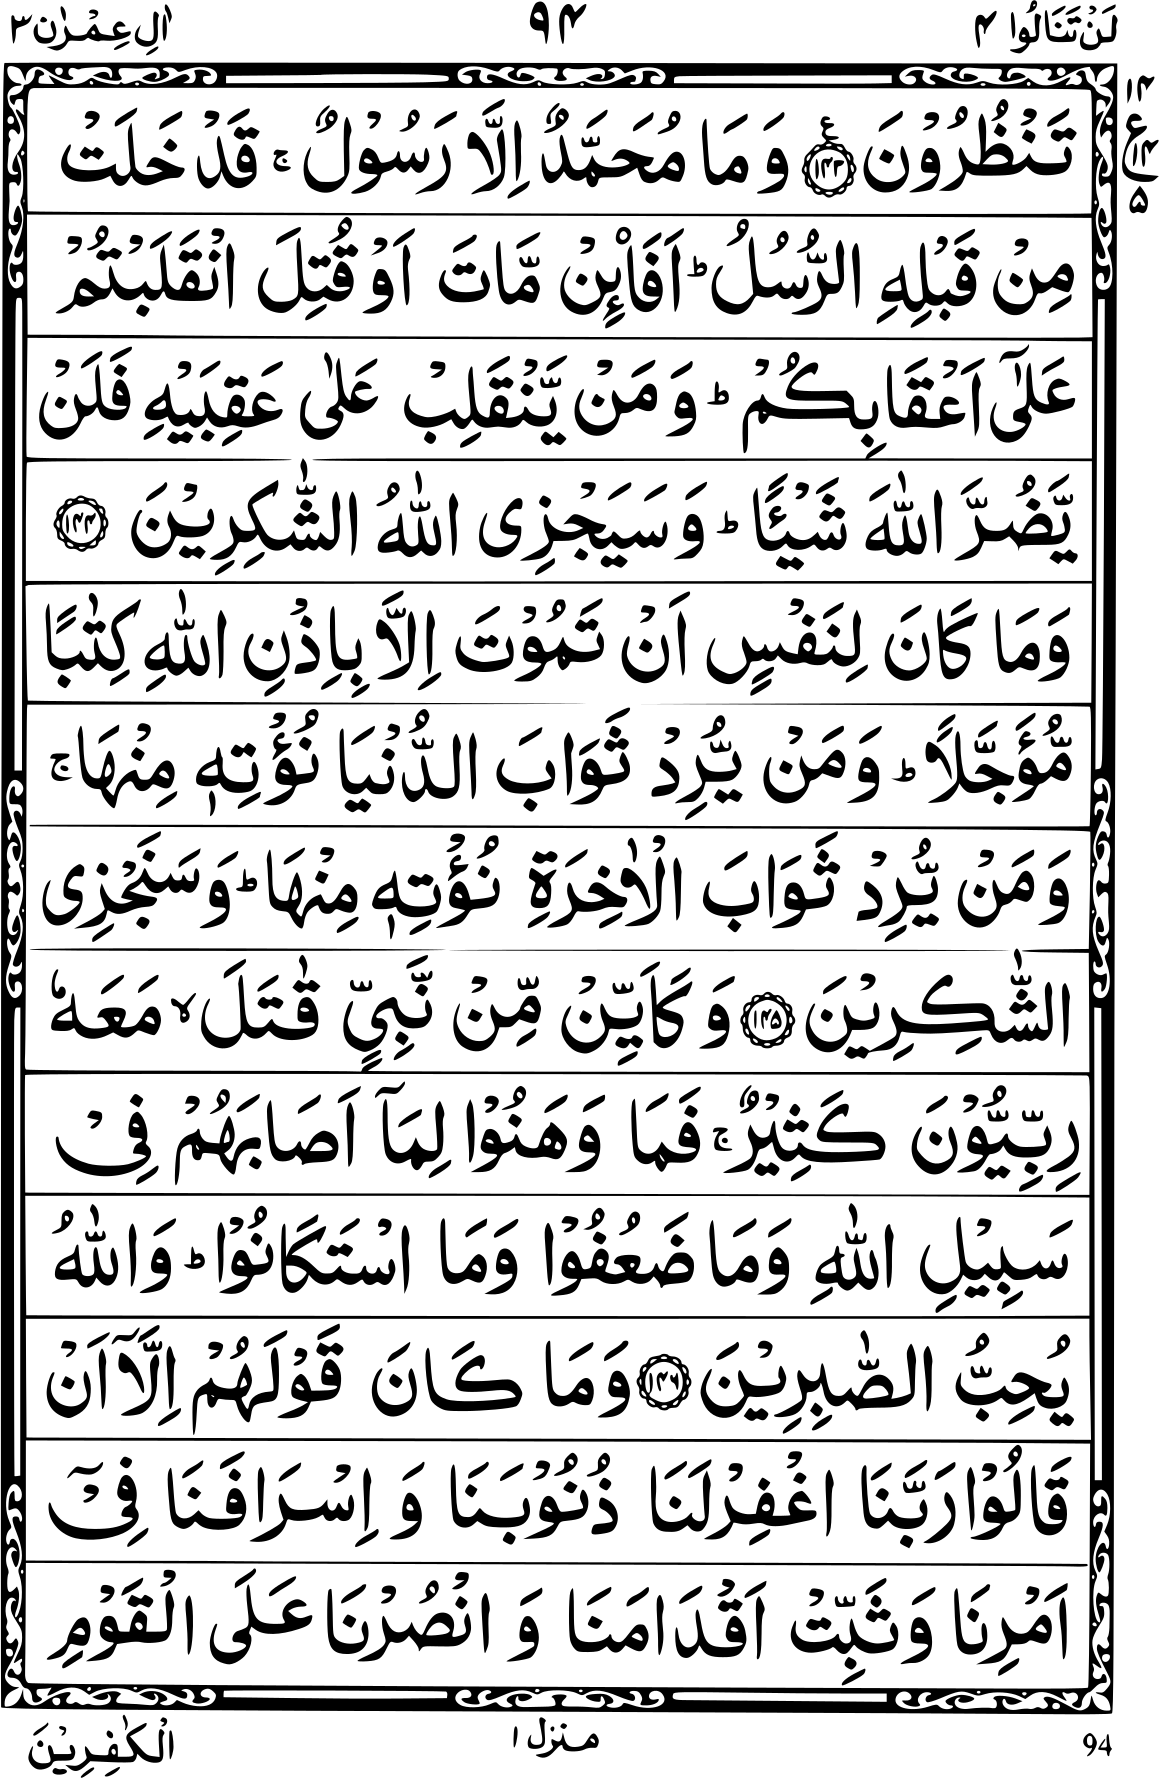 لَنْ تَنَالُوا ۴ ۹۴ اٰلِ عِمْرٰن ۳
تَنْظُرُوْنَ ﴿۱۴۳﴾ ع وَ مَا مُحَمَّدٌ اِلَّا رَسُوْلٌ ۚ قَدْ خَلَتْ
۱۴
ع
۱۴
۵
مِنْ قَبْلِهِ الرُّسُلُ ؕ اَفَاۡئِنْ مَّاتَ اَوْ قُتِلَ انْقَلَبْتُمْ
عَلٰٓى اَعْقَابِكُمْ ؕ وَ مَنْ يَّنْقَلِبْ عَلٰى عَقِبَيْهِ فَلَنْ
يَّضُرَّ اللّٰهَ شَيْـًٔا ؕ وَ سَيَجْزِى اللّٰهُ الشّٰكِرِيْنَ ﴿۱۴۴﴾
وَمَا كَانَ لِنَفْسٍ اَنْ تَمُوْتَ اِلَّا بِاِذْنِ اللّٰهِ كِتٰبًا
مُّؤَجَّلًا ؕ وَ مَنْ يُّرِدْ ثَوَابَ الدُّنْيَا نُؤْتِهٖ مِنْهَا ۚ
وَ مَنْ يُّرِدْ ثَوَابَ الْاٰخِرَةِ نُؤْتِهٖ مِنْهَا ؕ وَ سَنَجْزِى
الشّٰكِرِيْنَ ﴿۱۴۵﴾ وَ كَاَيِّنْ مِّنْ نَّبِيٍّ قٰتَلَ ۙ مَعَهٗ
رِبِّيُّوْنَ كَثِيْرٌ ۚ فَمَا وَهَنُوْا لِمَآ اَصَابَهُمْ فِىْ
سَبِيْلِ اللّٰهِ وَمَا ضَعُفُوْا وَمَا اسْتَكَانُوْا ؕ وَاللّٰهُ
يُحِبُّ الصّٰبِرِيْنَ ﴿۱۴۶﴾ وَ مَا كَانَ قَوْلَهُمْ اِلَّآ اَنْ
قَالُوْا رَبَّنَا اغْفِرْ لَنَا ذُنُوْبَنَا وَ اِسْرَافَنَا فِىْٓ
اَمْرِنَا وَ ثَبِّتْ اَقْدَامَنَا وَ انْصُرْنَا عَلَى الْقَوْمِ
94 منزل ۱ الْكٰفِرِيْنَ